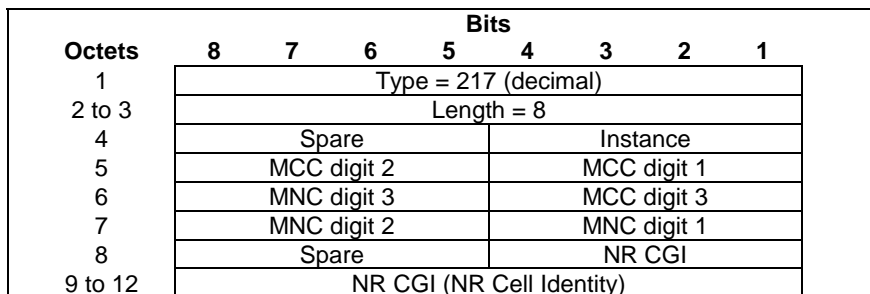 Bits
Octets 8 7 6 5 4 3 2 1
1 Type = 217 (decimal)
2 to 3 Length = 8
4 Spare Instance
5 MCC digit 2 MCC digit 1
6 MNC digit 3 MCC digit 3
7 MNC digit 2 MNC digit 1
8 Spare NR CGI
9 to 12 NR CGI (NR Cell Identity)